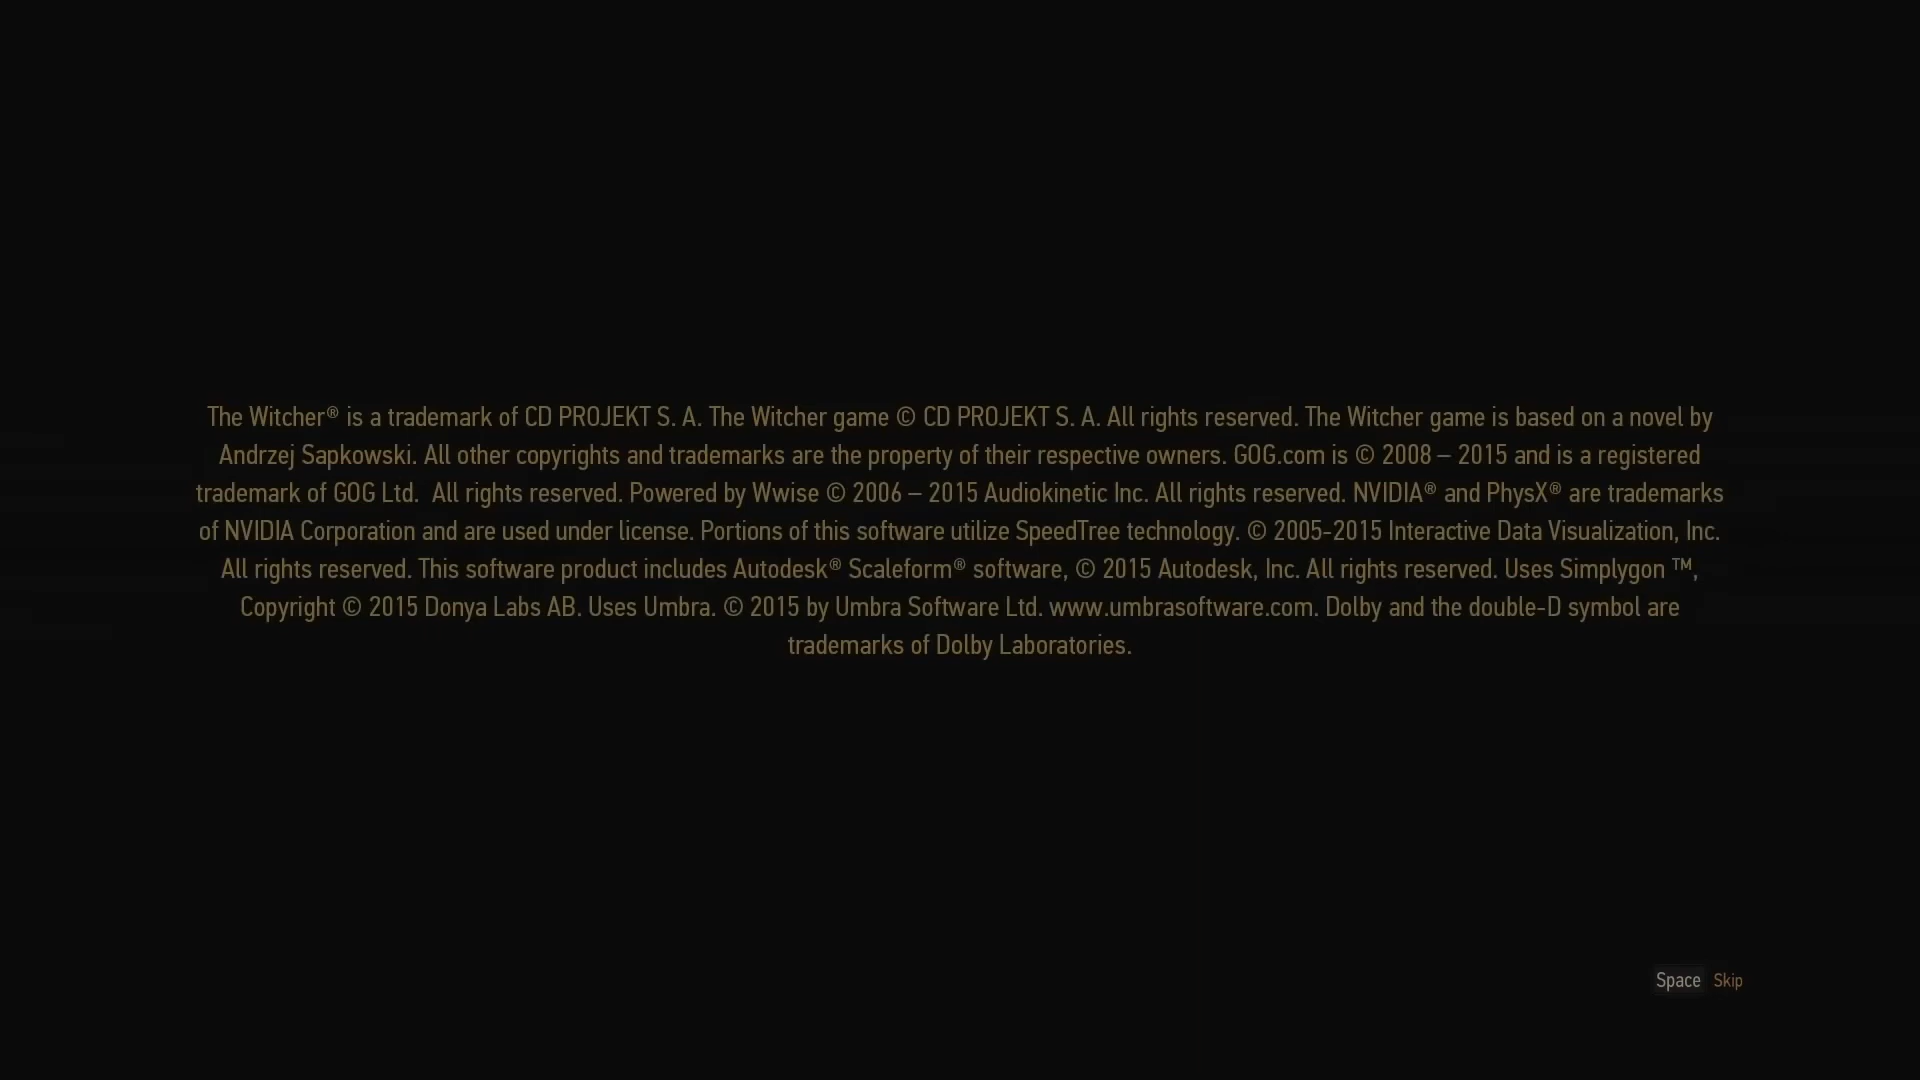 The Witcher® is a trademark of CD PROJEKT S. A. The Witcher game © CD PROJEKT S. A. All rights reserved. The Witcher game is based on a novel by
Andrzej Sapkowski. All other copyrights and trademarks are the property of their respective owners. GOG.com is © 2008 – 2015 and is a registered
trademark of GOG Ltd.  All rights reserved. Powered by Wwise © 2006 – 2015 Audiokinetic Inc. All rights reserved. NVIDIA® and PhysX® are trademarks
of NVIDIA Corporation and are used under license. Portions of this software utilize SpeedTree technology. © 2005-2015 Interactive Data Visualization, Inc.
All rights reserved. This software product includes Autodesk® Scaleform® software, © 2015 Autodesk, Inc. All rights reserved. Uses Simplygon ™,
Copyright © 2015 Donya Labs AB. Uses Umbra. © 2015 by Umbra Software Ltd. www.umbrasoftware.com. Dolby and the double-D symbol are
trademarks of Dolby Laboratories.
Space Skip